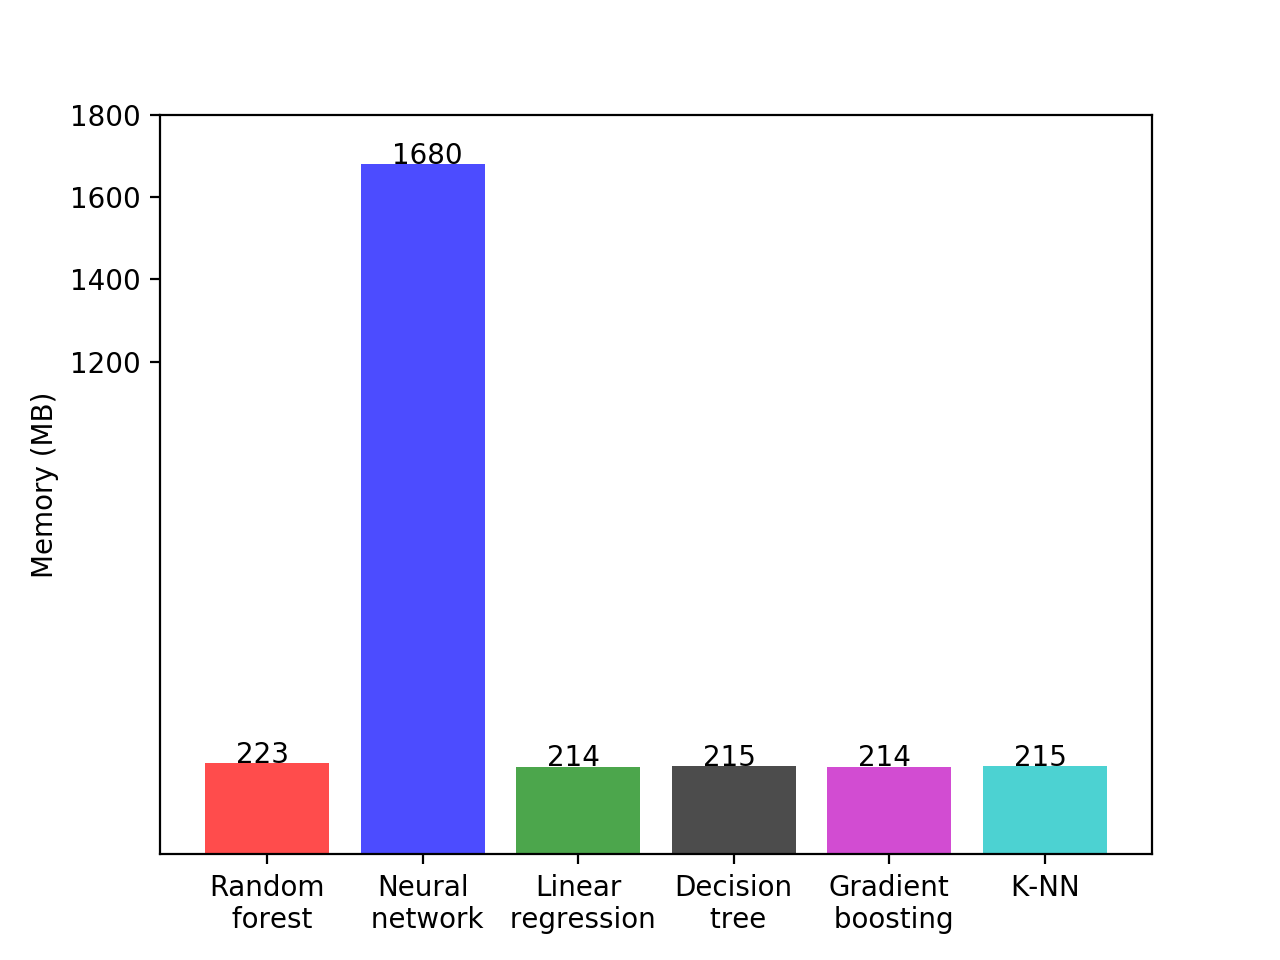 1800
1600
1400
1200
Memory (MB)
1680
223
214
215
214
215
Random
forest
Neural
network
Linear
regression
Decision
tree
Gradient
boosting
K-NN